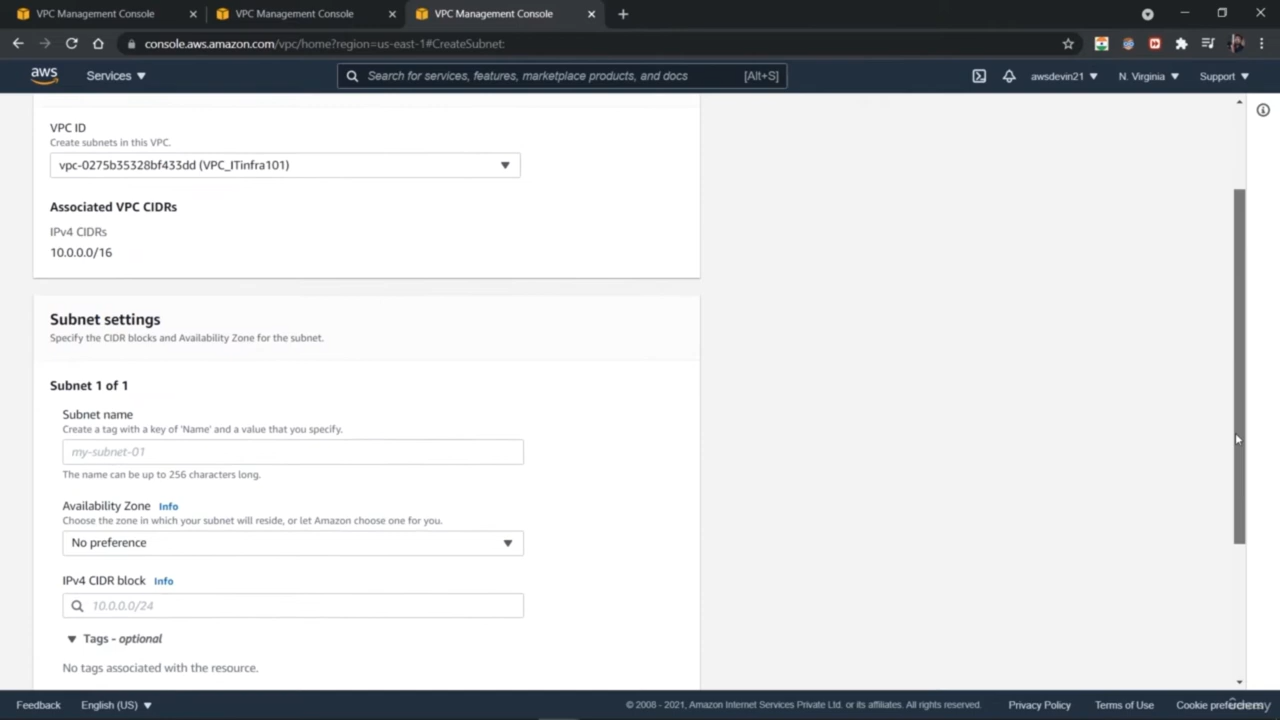 VPC Management Console
VPC Management Console
VPC Management Console
console.aws.amazon.com/vpc/home?region=us-east-1#CreateSubnet:
aws
Services
Search for services, features, marketplace products, and docs
[Alt+S]
awsdevin21
N. Virginia
Support
VPC ID
Create subnets in this VPC.
vpc-0275b35328bf433dd (VPC_ITinfra101)
Associated VPC CIDRs
IPv4 CIDRs
10.0.0.0/16
Subnet settings
Specify the CIDR blocks and Availability Zone for the subnet.
Subnet 1 of 1
Subnet name
Create a tag with a key of 'Name' and a value that you specify.
my-subnet-01
The name can be up to 256 characters long.
Availability Zone Info
Choose the zone in which your subnet will reside, or let Amazon choose one for you.
No preference
IPv4 CIDR block Info
10.0.0.0/24
Tags - optional
No tags associated with the resource.
Feedback
English (US)
© 2008 - 2021, Amazon Internet Services Private Ltd. or its affiliates. All rights reserved.
Privacy Policy
Terms of Use
Cookie preferences